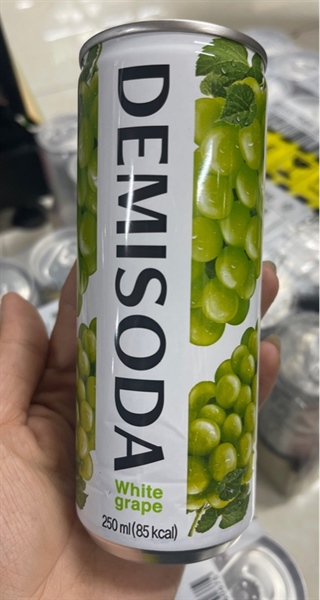 DEMISODA
White
grape
250 ml (85 kcal)